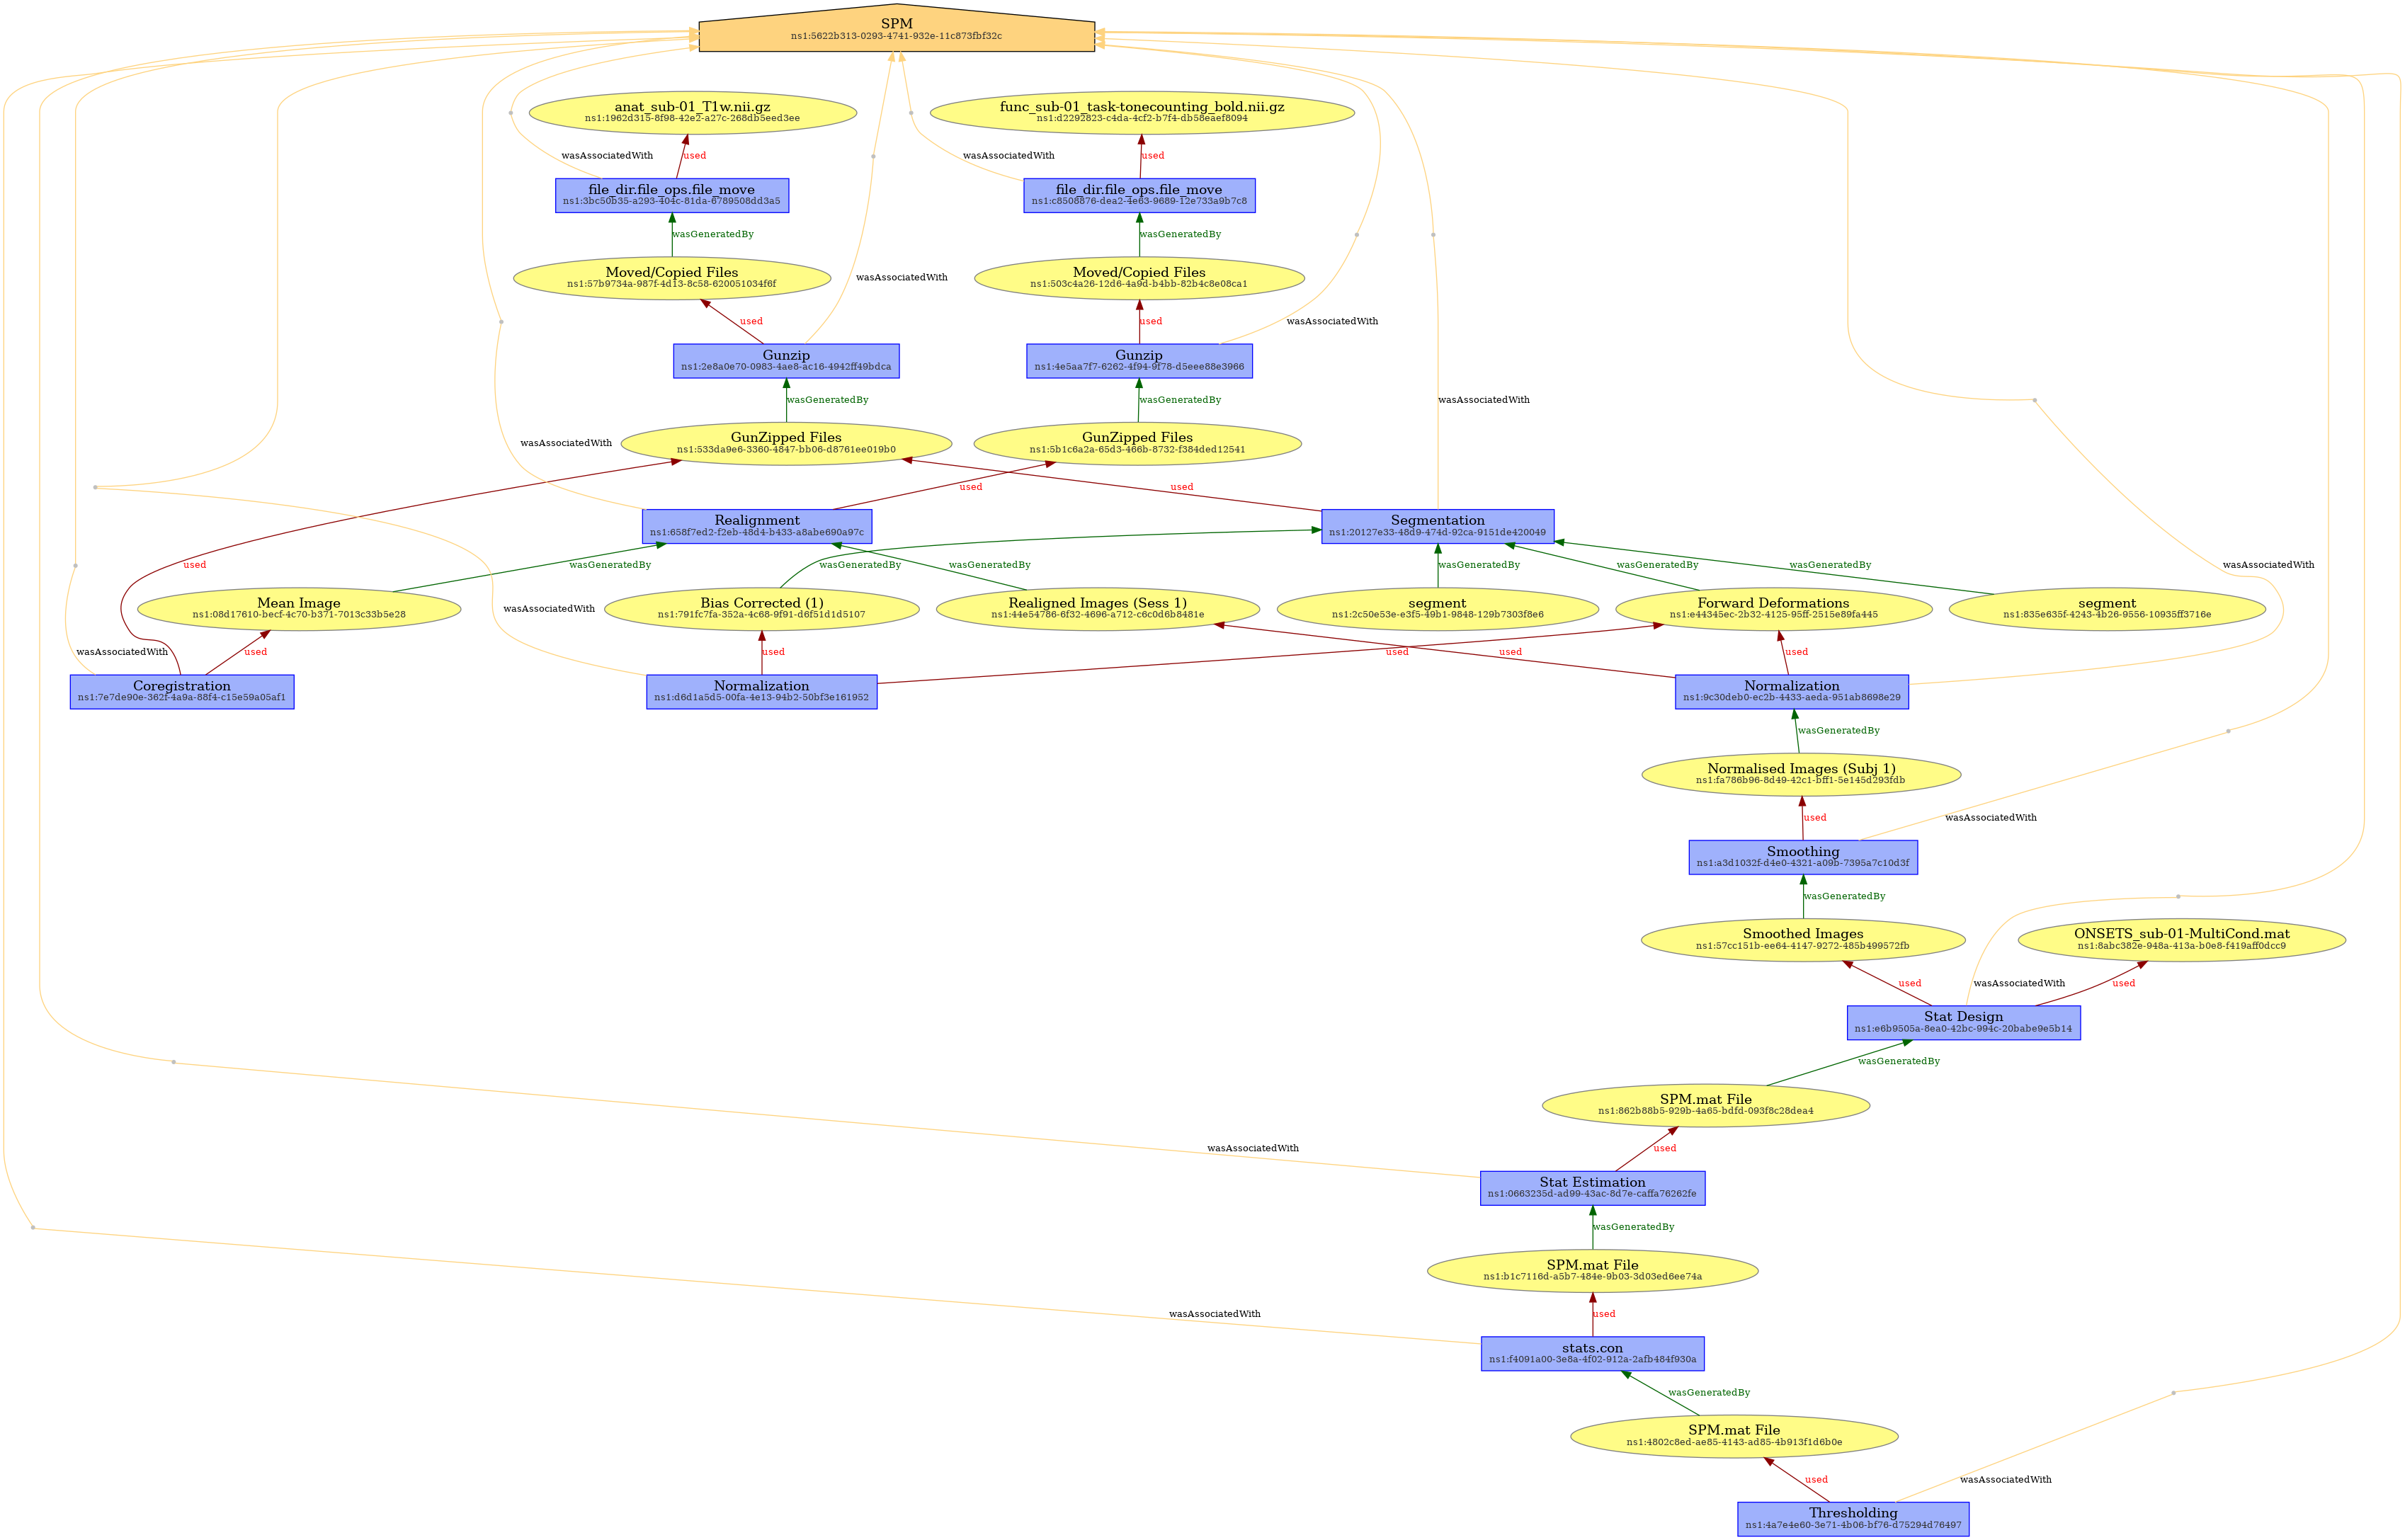 SPM
ns1:5622b313-0293-4741-932e-11c873fbf32c
anat_sub-01_T1w.nii.gz
ns1:1962d315-8f98-42e2-a27c-268db5eed3ee
func_sub-01_task-tonecounting_bold.nii.gz
ns1:d2292823-c4da-4cf2-b7f4-db58eaef8094
wasAssociatedWith
used
wasAssociatedWith
used
file_dir.file_ops.file_move
ns1:3bc50b35-a293-404c-81da-6789508dd3a5
file_dir.file_ops.file_move
ns1:c8508876-dea2-4e63-9689-12e733a9b7c8
wasGeneratedBy
wasGeneratedBy
Moved/Copied Files
ns1:57b9734a-987f-4d13-8c58-620051034f6f
wasAssociatedWith
Moved/Copied Files
ns1:503c4a26-12d6-4a9d-b4bb-82b4c8e08ca1
used
used
wasAssociatedWith
Gunzip
ns1:2e8a0e70-0983-4ae8-ac16-4942ff49bdca
Gunzip
ns1:4e5aa7f7-6262-4f94-9f78-d5eee88e3966
wasGeneratedBy
wasGeneratedBy
wasAssociatedWith
wasAssociatedWith
GunZipped Files
ns1:533da9e6-3360-4847-bb06-d8761ee019b0
GunZipped Files
ns1:5b1c6a2a-65d3-466b-8732-f384ded12541
used
used
Realignment
ns1:658f7ed2-f2eb-48d4-b433-a8abe690a97c
Segmentation
ns1:20127e33-48d9-474d-92ca-9151de420049
used
wasGeneratedBy
wasGeneratedBy
wasGeneratedBy
wasGeneratedBy
wasGeneratedBy
wasGeneratedBy
wasAssociatedWith
Mean Image
ns1:08d17610-becf-4c70-b371-7013c33b5e28
wasAssociatedWith
Bias Corrected (1)
ns1:791fc7fa-352a-4c68-9f91-d6f51d1d5107
Realigned Images (Sess 1)
ns1:44e54786-6f32-4696-a712-c6c0d6b8481e
segment
ns1:2c50e53e-e3f5-49b1-9848-129b7303f8e6
Forward Deformations
ns1:e44345ec-2b32-4125-95ff-2515e89fa445
segment
ns1:835e635f-4243-4b26-9556-10935ff3716e
wasAssociatedWith
used
used
used
used
used
Coregistration
ns1:7e7de90e-362f-4a9a-88f4-c15e59a05af1
Normalization
ns1:d6d1a5d5-00fa-4e13-94b2-50bf3e161952
Normalization
ns1:9c30deb0-ec2b-4433-aeda-951ab8698e29
wasGeneratedBy
Normalised Images (Subj 1)
ns1:fa786b96-8d49-42c1-bff1-5e145d293fdb
used
wasAssociatedWith
Smoothing
ns1:a3d1032f-d4e0-4321-a09b-7395a7c10d3f
wasGeneratedBy
Smoothed Images
ns1:57cc151b-ee64-4147-9272-485b499572fb
ONSETS_sub-01-MultiCond.mat
ns1:8abc382e-948a-413a-b0e8-f419aff0dcc9
used
wasAssociatedWith
used
Stat Design
ns1:e6b9505a-8ea0-42bc-994c-20babe9e5b14
wasGeneratedBy
SPM.mat File
ns1:862b88b5-929b-4a65-bdfd-093f8c28dea4
wasAssociatedWith
used
Stat Estimation
ns1:0663235d-ad99-43ac-8d7e-caffa76262fe
wasGeneratedBy
SPM.mat File
ns1:b1c7116d-a5b7-484e-9b03-3d03ed6ee74a
wasAssociatedWith
used
stats.con
ns1:f4091a00-3e8a-4f02-912a-2afb484f930a
wasGeneratedBy
SPM.mat File
ns1:4802c8ed-ae85-4143-ad85-4b913f1d6b0e
used
wasAssociatedWith
Thresholding
ns1:4a7e4e60-3e71-4b06-bf76-d75294d76497